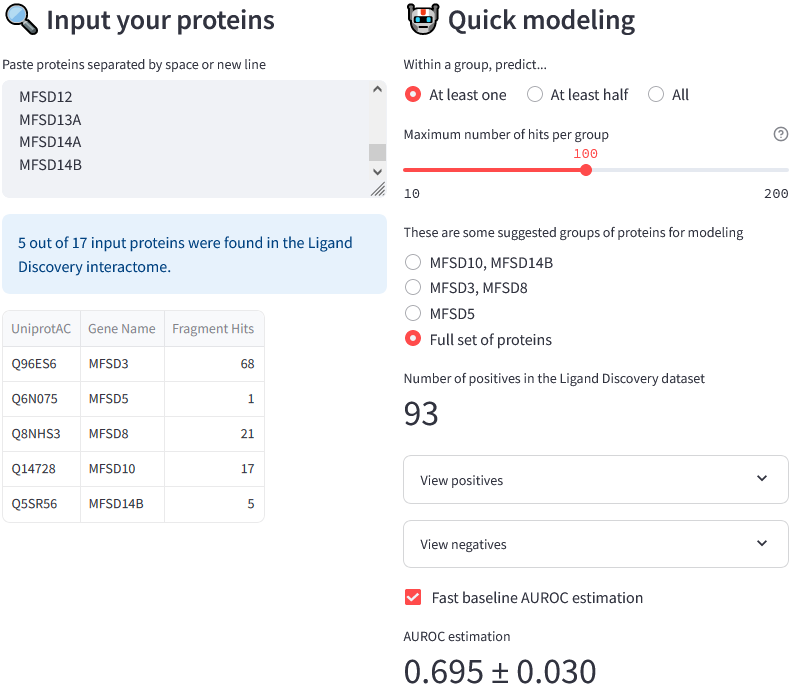 Input your proteins
Paste proteins separated by space or new line
MFSD12
MFSD13A
MFSD14A
MFSD14B
5 out of 17 input proteins were found in the Ligand
Discovery interactome.
UniprotAC Gene Name Fragment Hits
Q96ES6 MFSD3 68
Q6N075 MFSD5 1
Q8NHS3 MFSD8 21
Q14728 MFSD10 17
Q5SR56 MFSD14B 5
Quick modeling
Within a group, predict...
At least one At least half All
Maximum number of hits per group
100
10 200
These are some suggested groups of proteins for modeling
MFSD10, MFSD14B
MFSD3, MFSD8
MFSD5
Full set of proteins
Number of positives in the Ligand Discovery dataset
93
View positives
View negatives
Fast baseline AUROC estimation
AUROC estimation
0.695 ± 0.030